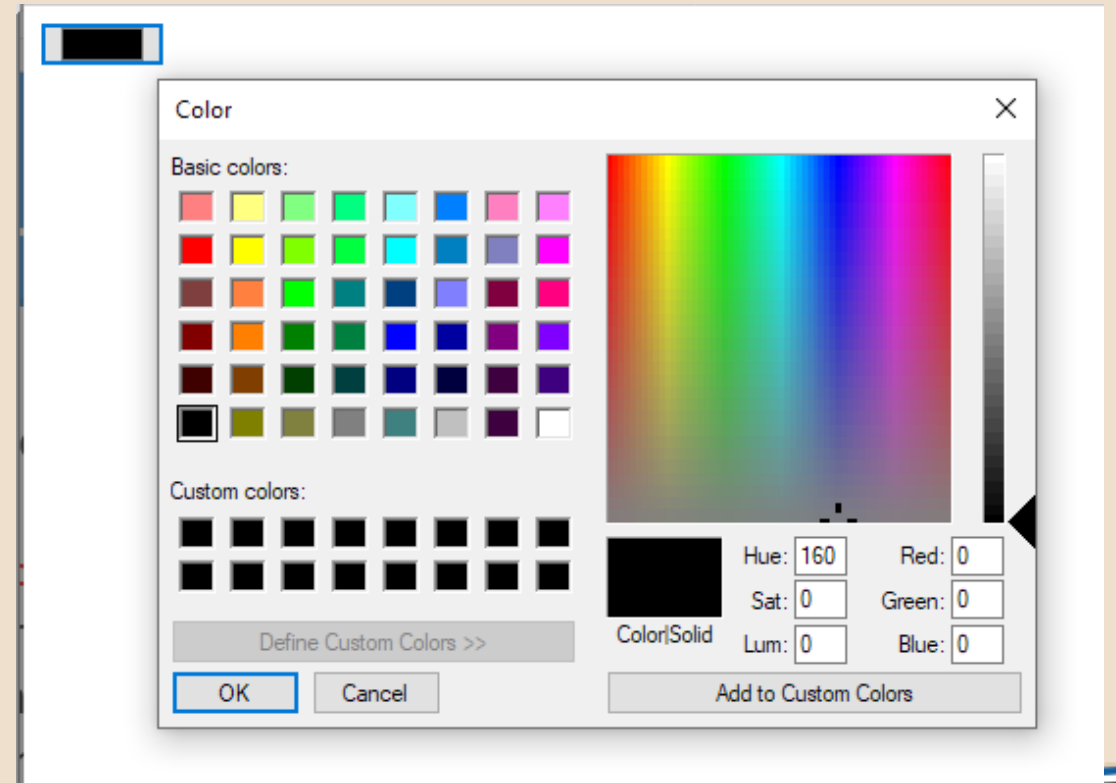 Color
Basic colors:
Custom colors:
Define Custom Colors >>
OK
Cancel
Color|Solid
Hue: 160
Sat: 0
Lum: 0
Red: 0
Green: 0
Blue: 0
Add to Custom Colors